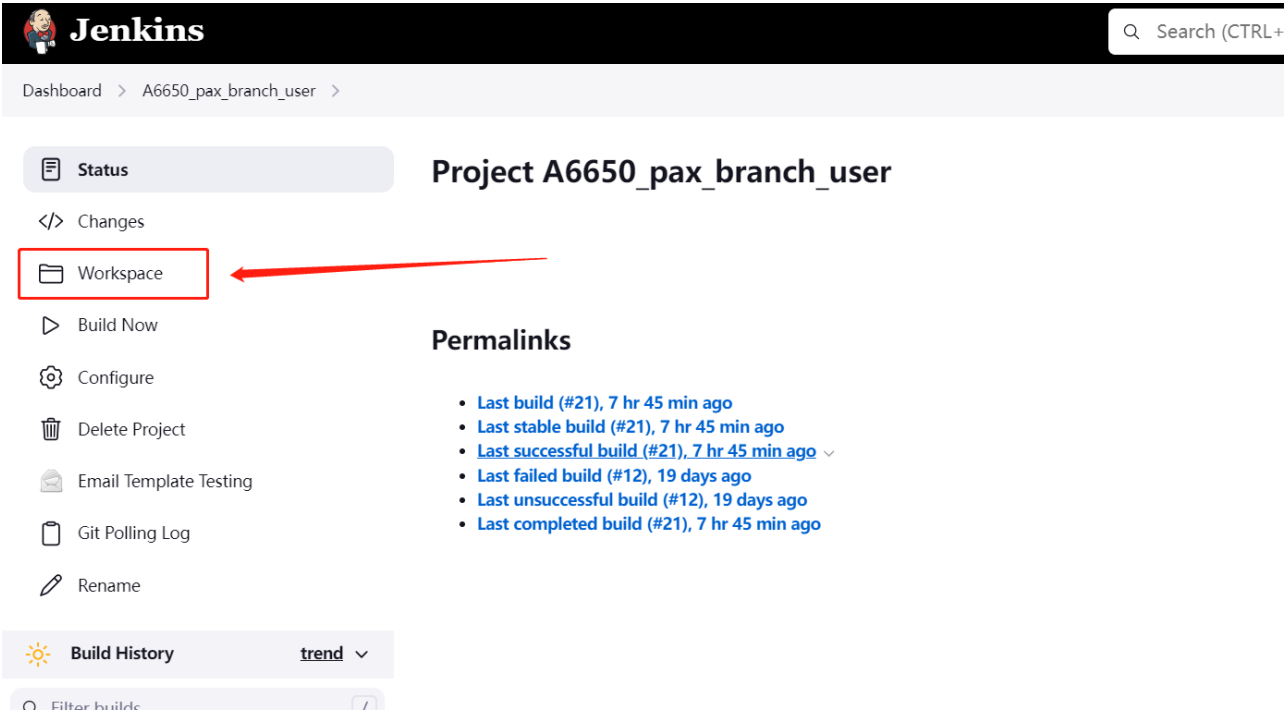 Jenkins
Search (CTRL+
Dashboard > A6650_pax_branch_user >
Status
Changes
Workspace
Build Now
Configure
Delete Project
Email Template Testing
Git Polling Log
Rename
Build History trend
Filter builds /
Project A6650_pax_branch_user
Permalinks
Last build (#21), 7 hr 45 min ago
Last stable build (#21), 7 hr 45 min ago
Last successful build (#21), 7 hr 45 min ago
Last failed build (#12), 19 days ago
Last unsuccessful build (#12), 19 days ago
Last completed build (#21), 7 hr 45 min ago